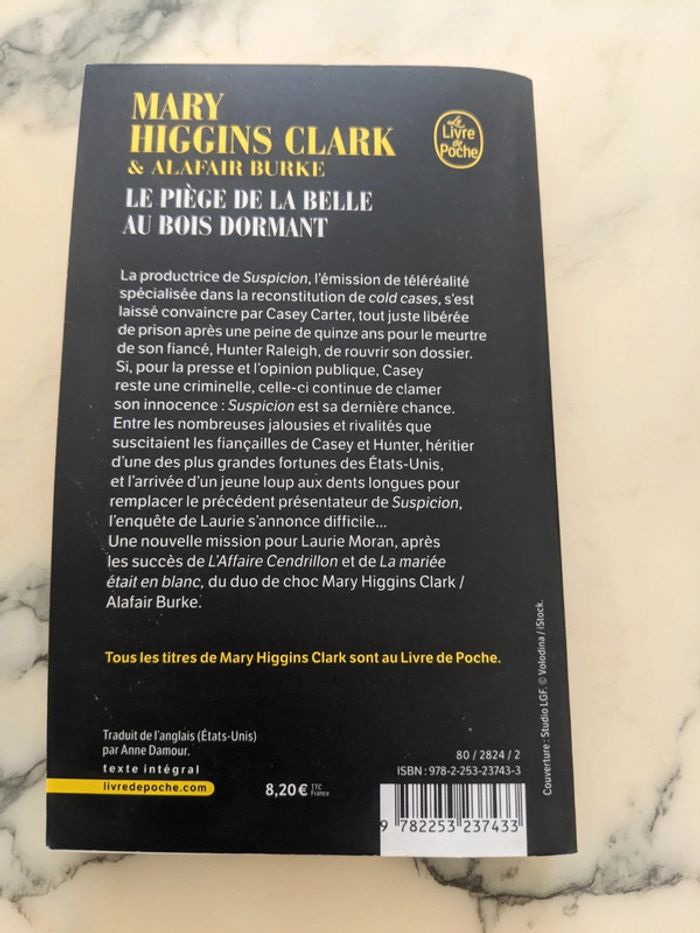 MARY
HIGGINS CLARK
& ALAFAIR BURKE
Le
Livre
de
Poche
LE PIÈGE DE LA BELLE
AU BOIS DORMANT
La productrice de Suspicion, l'émission de téléréalité
spécialisée dans la reconstitution de cold cases, s'est
laissé convaincre par Casey Carter, tout juste libérée
de prison après une peine de quinze ans pour le meurtre
de son fiancé, Hunter Raleigh, de rouvrir son dossier.
Si, pour la presse et l'opinion publique, Casey
reste une criminelle, celle-ci continue de clamer
son innocence : Suspicion est sa dernière chance.
Entre les nombreuses jalousies et rivalités que
suscitaient les fiançailles de Casey et Hunter, héritier
d'une des plus grandes fortunes des États-Unis,
et l'arrivée d'un jeune loup aux dents longues pour
remplacer le précédent présentateur de Suspicion,
l'enquête de Laurie s'annonce difficile...
Une nouvelle mission pour Laurie Moran, après
les succès de L'Affaire Cendrillon et de La mariée
était en blanc, du duo de choc Mary Higgins Clark /
Alafair Burke.
Tous les titres de Mary Higgins Clark sont au Livre de Poche.
Traduit de l'anglais (États-Unis)
par Anne Damour.
texte intégral
livredepoche.com
8,20 € TTC
France
80 / 2824 / 2
ISBN : 978-2-253-23743-3
9 782253 237433
Couverture : Studio LGF. © Volodina / iStock.